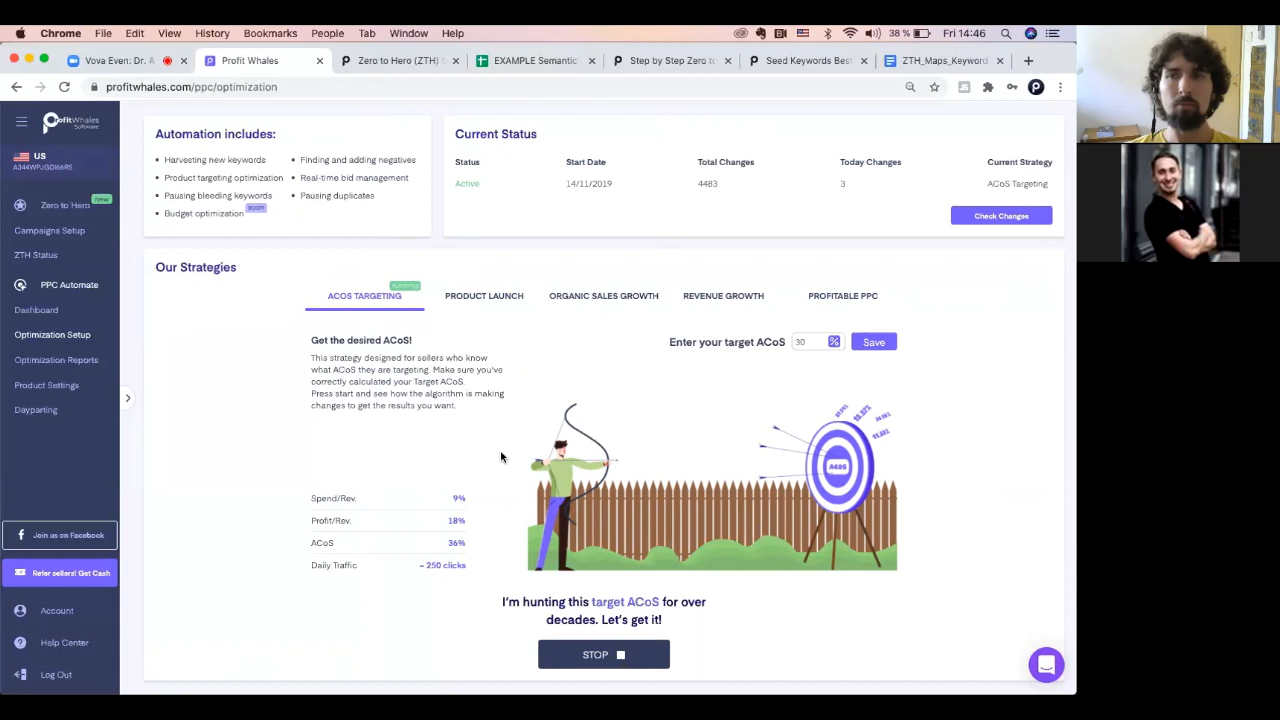 Chrome File Edit View History Bookmarks People Tab Window Help 38 % Fri 14:46
Vova Even: Dr. A Profit Whales Zero to Hero (ZTH) EXAMPLE Semantic Step by Step Zero t Seed Keywords Bes ZTH_Maps_Keyword
profitwhales.com/ppc/optimization
ProfitWhales
Software
US
Zero to Hero new
Campaigns Setup
ZTH Status
PPC Automate
Dashboard
Optimization Setup
Optimization Reports
Product Settings
Dayparting
Join us on Facebook
Refer sellers! Get Cash
Account
Help Center
Log Out
Automation includes:
Harvesting new keywords
Product targeting optimization
Pausing bleeding keywords
Budget optimization soon
Finding and adding negatives
Real-time bid management
Pausing duplicates
Current Status
Status Start Date Total Changes Today Changes Current Strategy
Active 14/11/2019 4483 3 ACoS Targeting
Check Changes
Our Strategies
running
ACOS TARGETING PRODUCT LAUNCH ORGANIC SALES GROWTH REVENUE GROWTH PROFITABLE PPC
Get the desired ACoS!
This strategy designed for sellers who know
what ACoS they are targeting. Make sure you've
correctly calculated your Target ACoS.
Press start and see how the algorithm is making
changes to get the results you want.
Enter your target ACoS 30 % Save
Spend/Rev. 9%
Profit/Rev. 18%
ACoS 36%
Daily Traffic ~ 250 clicks
ACoS
I'm hunting this target ACoS for over
decades. Let's get it!
STOP